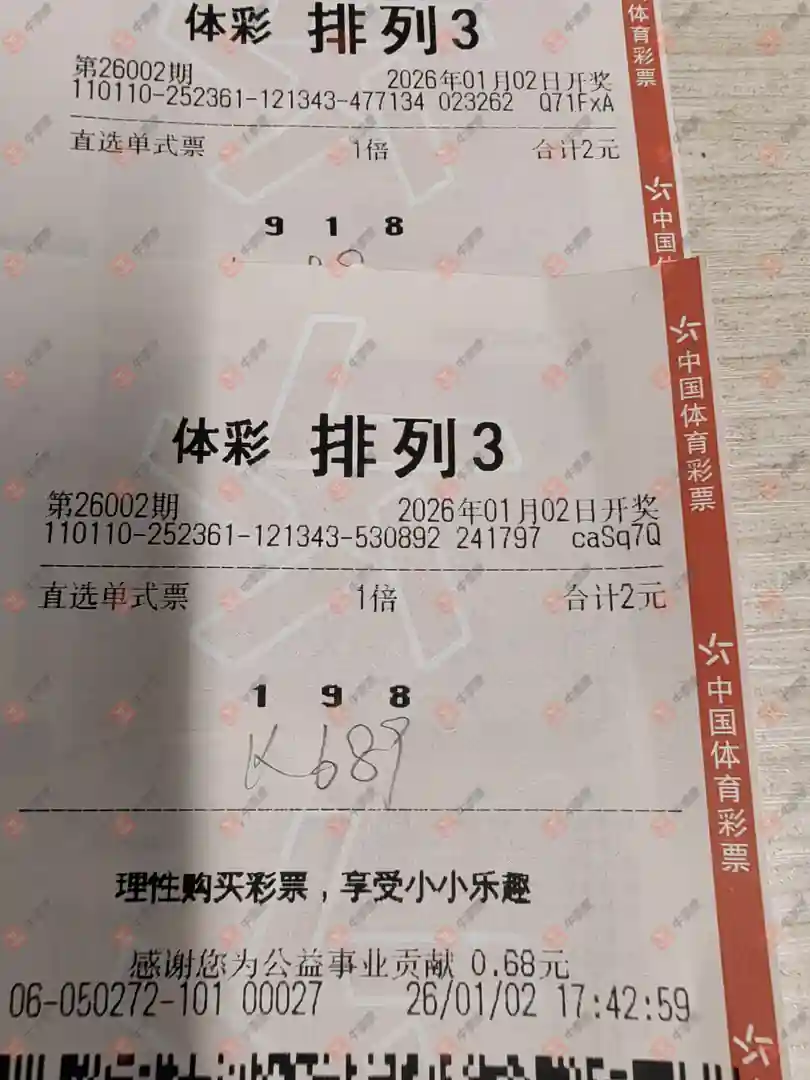 体彩 排列3
第26002期 2026年01月02日开奖
110110-252361-121343-477134 023262 Q71FxA
直选单式票 1倍 合计2元
9 1 8
体育彩票
中国
体彩 排列3
第26002期 2026年01月02日开奖
110110-252361-121343-530892 241797 caSq7Q
直选单式票 1倍 合计2元
1 9 8
K689
理性购买彩票，享受小小乐趣
感谢您为公益事业贡献 0.68元
06-050272-101 00027 26/01/02 17:42:59
中国体育彩票
中国体育彩票